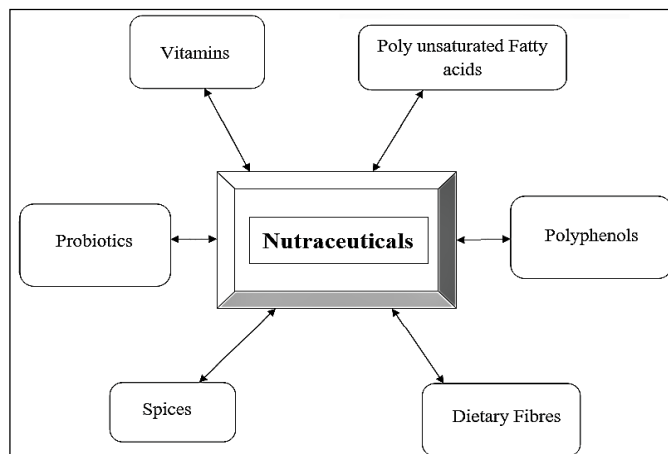 Vitamins
Poly unsaturated Fatty
acids
Probiotics
Nutraceuticals
Polyphenols
Spices
Dietary Fibres